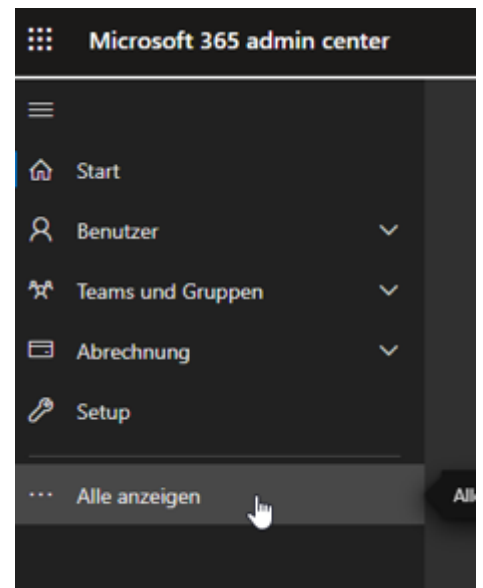 Microsoft 365 admin center
Start
Benutzer
Teams und Gruppen
Abrechnung
Setup
Alle anzeigen